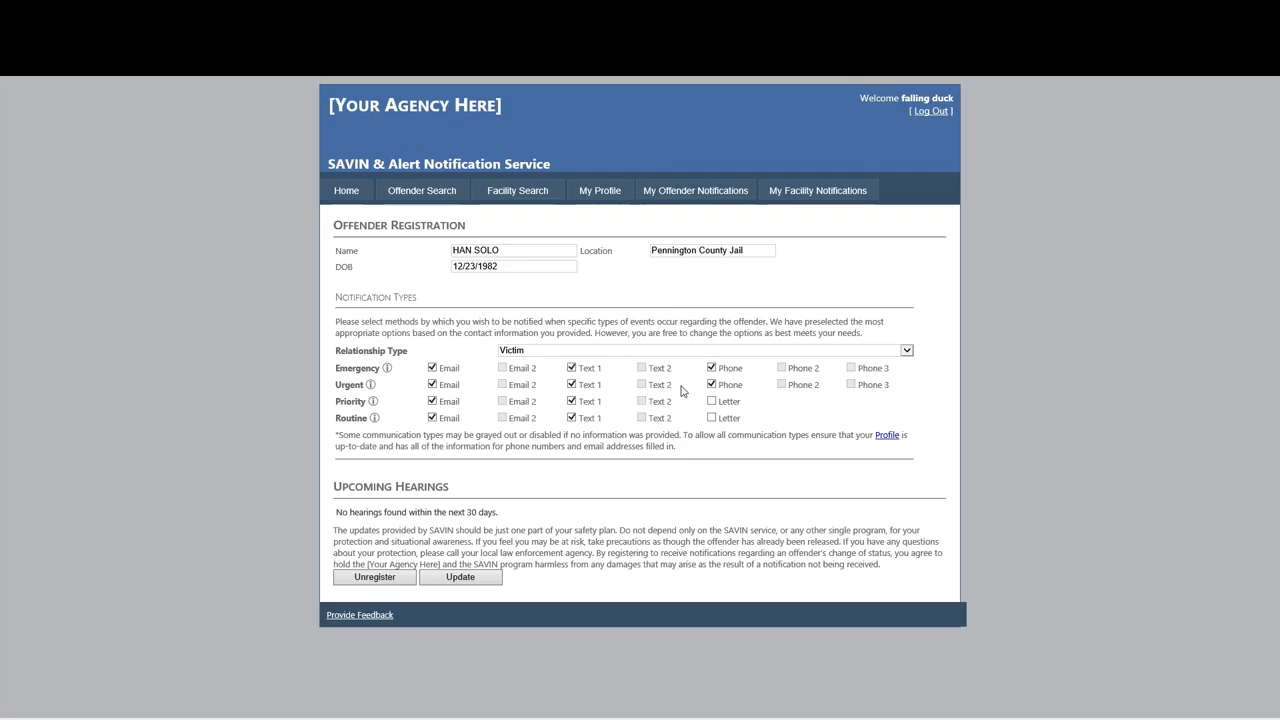 [YOUR AGENCY HERE]
Welcome falling duck
[ Log Out ]
SAVIN & Alert Notification Service
Home Offender Search Facility Search My Profile My Offender Notifications My Facility Notifications
OFFENDER REGISTRATION
Name HAN SOLO Location Pennington County Jail
DOB 12/23/1982
NOTIFICATION TYPES
Please select methods by which you wish to be notified when specific types of events occur regarding the offender. We have preselected the most
appropriate options based on the contact information you provided. However, you are free to change the options as best meets your needs.
Relationship Type Victim
Emergency Email Email 2 Text 1 Text 2 Phone Phone 2 Phone 3
Urgent Email Email 2 Text 1 Text 2 Phone Phone 2 Phone 3
Priority Email Email 2 Text 1 Text 2 Letter
Routine Email Email 2 Text 1 Text 2 Letter
*Some communication types may be grayed out or disabled if no information was provided. To allow all communication types ensure that your Profile is
up-to-date and has all of the information for phone numbers and email addresses filled in.
UPCOMING HEARINGS
No hearings found within the next 30 days.
The updates provided by SAVIN should be just one part of your safety plan. Do not depend only on the SAVIN service, or any other single program, for your
protection and situational awareness. If you feel you may be at risk, take precautions as though the offender has already been released. If you have any questions
about your protection, please call your local law enforcement agency. By registering to receive notifications regarding an offender's change of status, you agree to
hold the [Your Agency Here] and the SAVIN program harmless from any damages that may arise as the result of a notification not being received.
Unregister Update
Provide Feedback